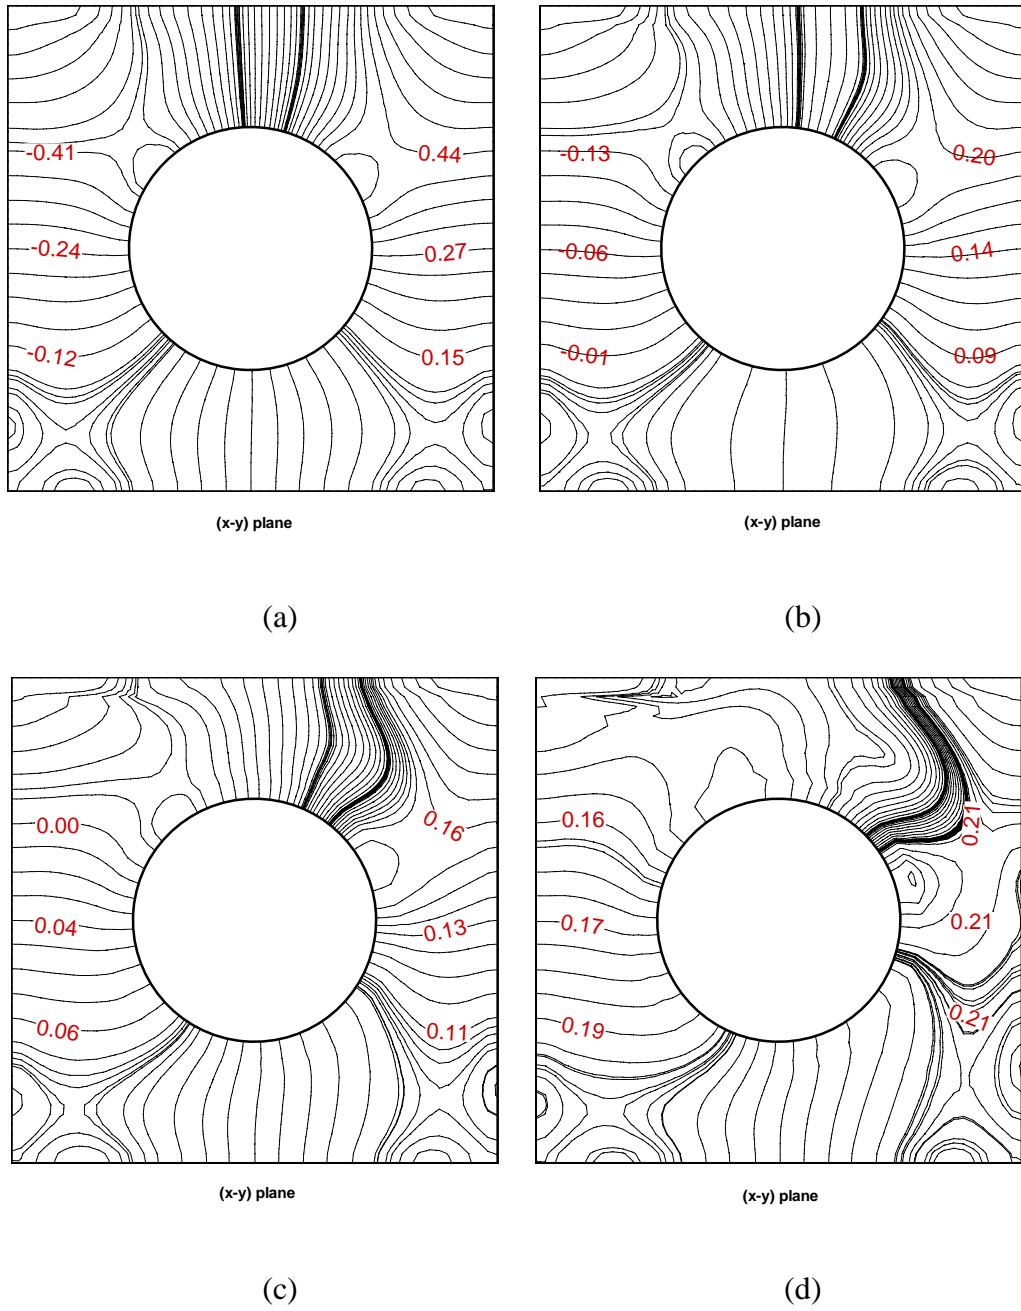 -0.41 0.44
-0.24 0.27
-0.12 0.15
(x-y) plane
(a)
-0.13 0.20
-0.06 0.14
-0.01 0.09
(x-y) plane
(b)
0.00 0.16
0.04 0.13
0.06 0.11
(x-y) plane
(c)
0.16 0.21
0.17 0.21
0.19 0.21
(x-y) plane
(d)